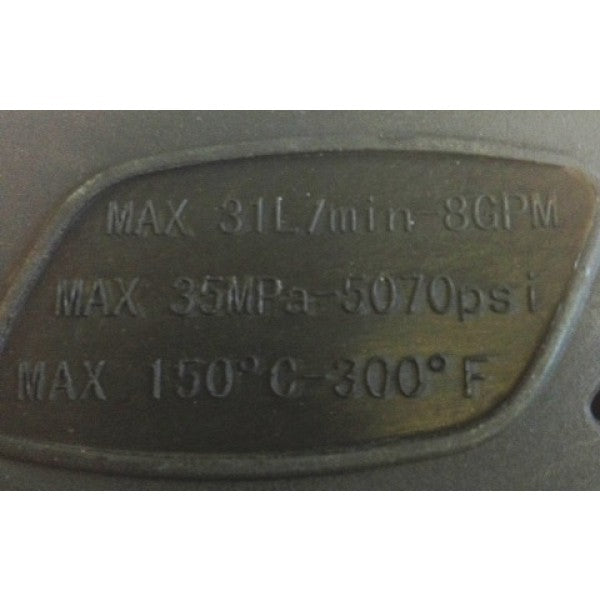 MAX 31L/min-8GPM
MAX 35MPa-5070psi
MAX 150°C-300°F